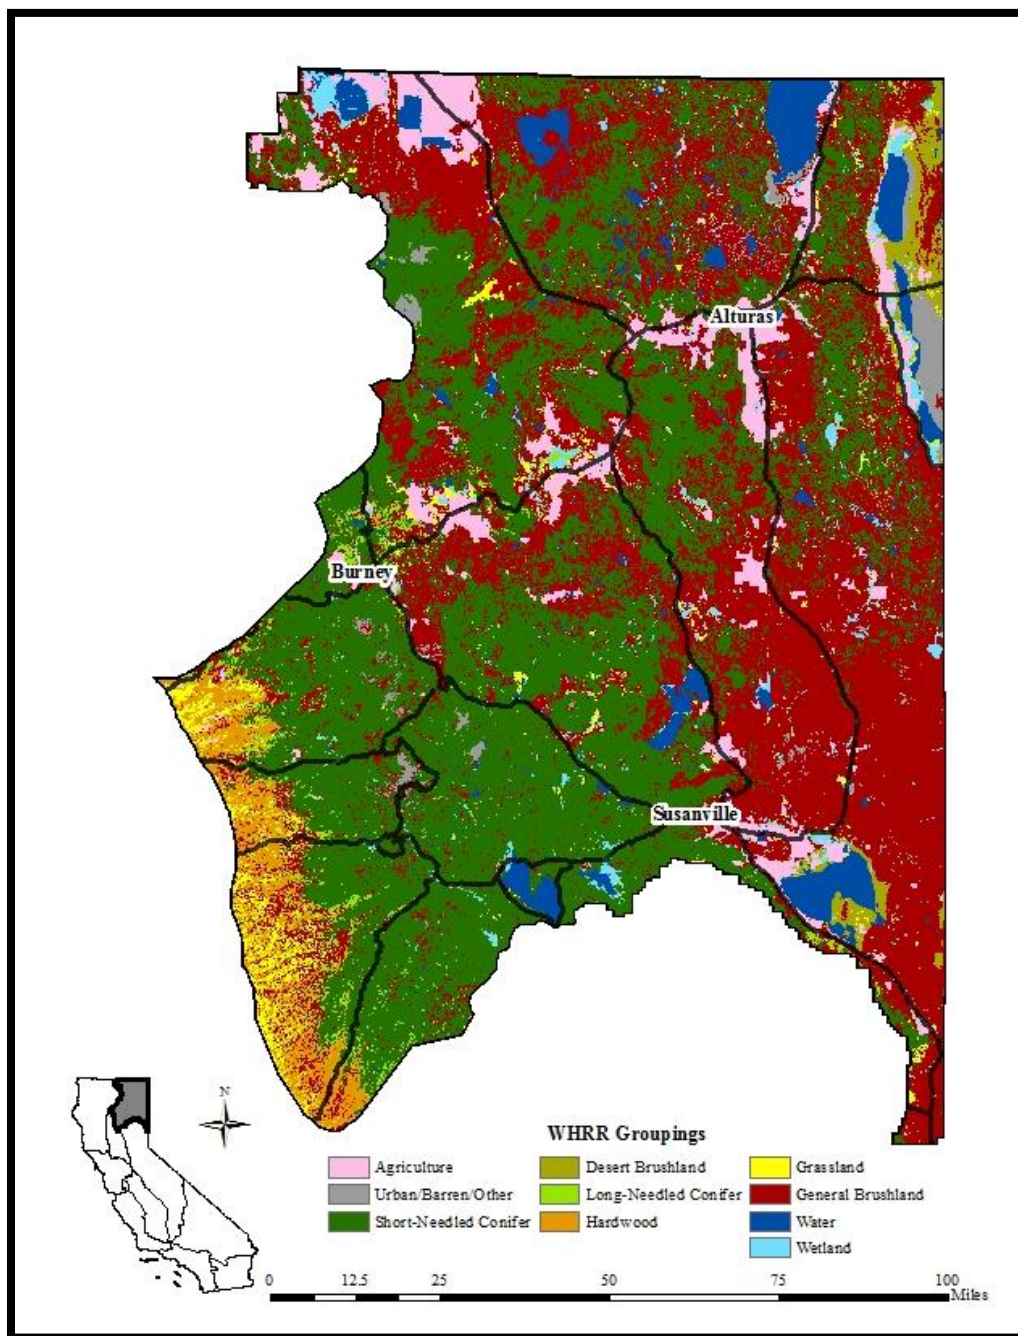 Alturas
Burney
Susanville
N
WHRR Groupings
Agriculture
Urban/Barren/Other
Short-Needled Conifer
Desert Brushland
Long-Needled Conifer
Hardwood
Grassland
General Brushland
Water
Wetland
0 12.5 25 50 75 100
Miles